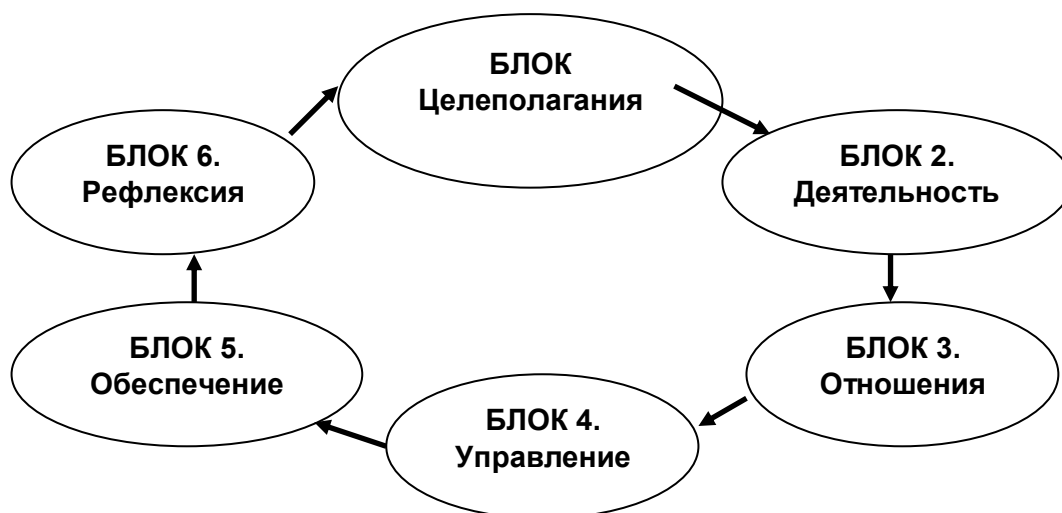 БЛОК
Целеполагания
БЛОК 2.
Деятельность
БЛОК 3.
Отношения
БЛОК 4.
Управление
БЛОК 5.
Обеспечение
БЛОК 6.
Рефлексия